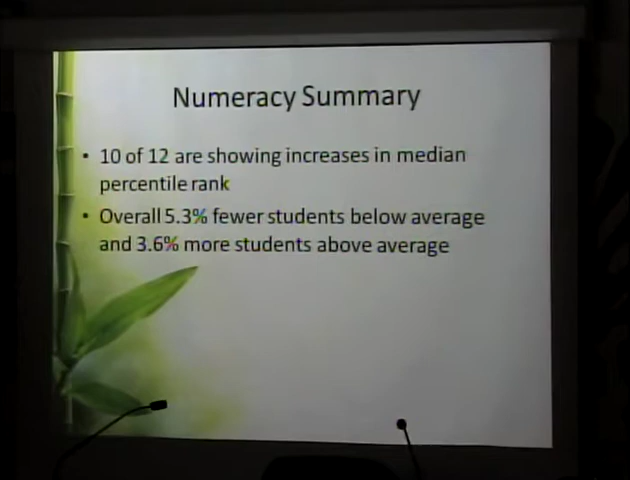 Numeracy Summary
• 10 of 12 are showing increases in median
percentile rank
• Overall 5.3% fewer students below average
and 3.6% more students above average